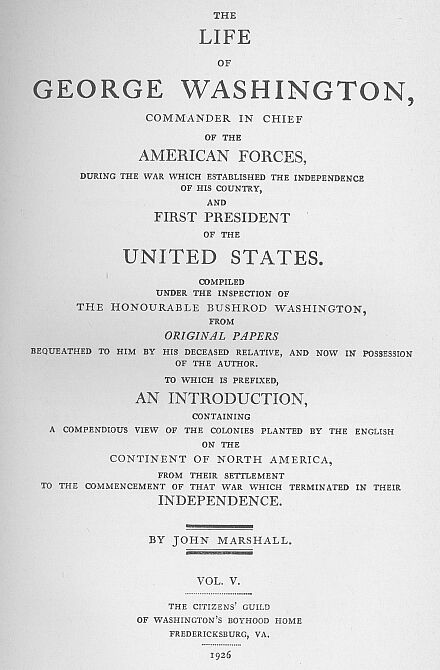 THE
LIFE
OF
GEORGE WASHINGTON,
COMMANDER IN CHIEF
OF THE
AMERICAN FORCES,
DURING THE WAR WHICH ESTABLISHED THE INDEPENDENCE
OF HIS COUNTRY,
AND
FIRST PRESIDENT
OF THE
UNITED STATES.
COMPILED
UNDER THE INSPECTION OF
THE HONOURABLE BUSHROD WASHINGTON,
FROM
ORIGINAL PAPERS
BEQUEATHED TO HIM BY HIS DECEASED RELATIVE, AND NOW IN POSSESSION
OF THE AUTHOR.
TO WHICH IS PREFIXED,
AN INTRODUCTION,
CONTAINING
A COMPENDIOUS VIEW OF THE COLONIES PLANTED BY THE ENGLISH
ON THE
CONTINENT OF NORTH AMERICA,
FROM THEIR SETTLEMENT
TO THE COMMENCEMENT OF THAT WAR WHICH TERMINATED IN THEIR
INDEPENDENCE.
BY JOHN MARSHALL.
VOL. V.
THE CITIZENS' GUILD
OF WASHINGTON'S BOYHOOD HOME
FREDERICKSBURG, VA.
1926